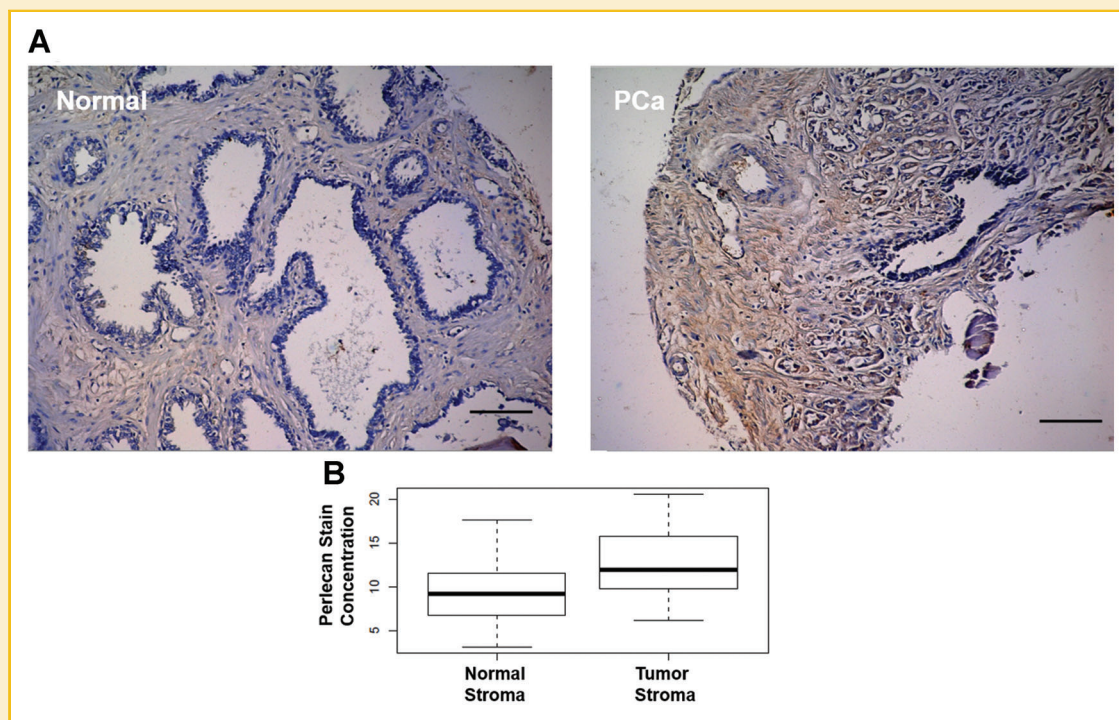 A
Normal
PCa
B
Perlecan Stain
Concentration
20
15
10
5
Normal
Stroma
Tumor
Stroma